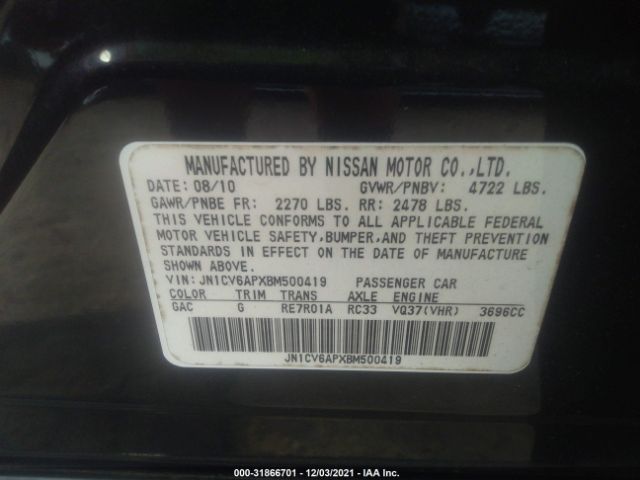 MANUFACTURED BY NISSAN MOTOR CO.,LTD.
DATE: 08/10 GVWR/PNBV: 4722 LBS.
GAWR/PNBE FR: 2270 LBS. RR: 2478 LBS.
THIS VEHICLE CONFORMS TO ALL APPLICABLE FEDERAL
MOTOR VEHICLE SAFETY,BUMPER,AND THEFT PREVENTION
STANDARDS IN EFFECT ON THE DATE OF MANUFACTURE
SHOWN ABOVE.
VIN: JN1CV6APXBM500419 PASSENGER CAR
COLOR TRIM TRANS AXLE ENGINE
GAC G RE7R01A RC33 VQ37(VHR) 3696CC
JN1CV6APXBM500419
000-31866701 - 12/03/2021 - IAA Inc.